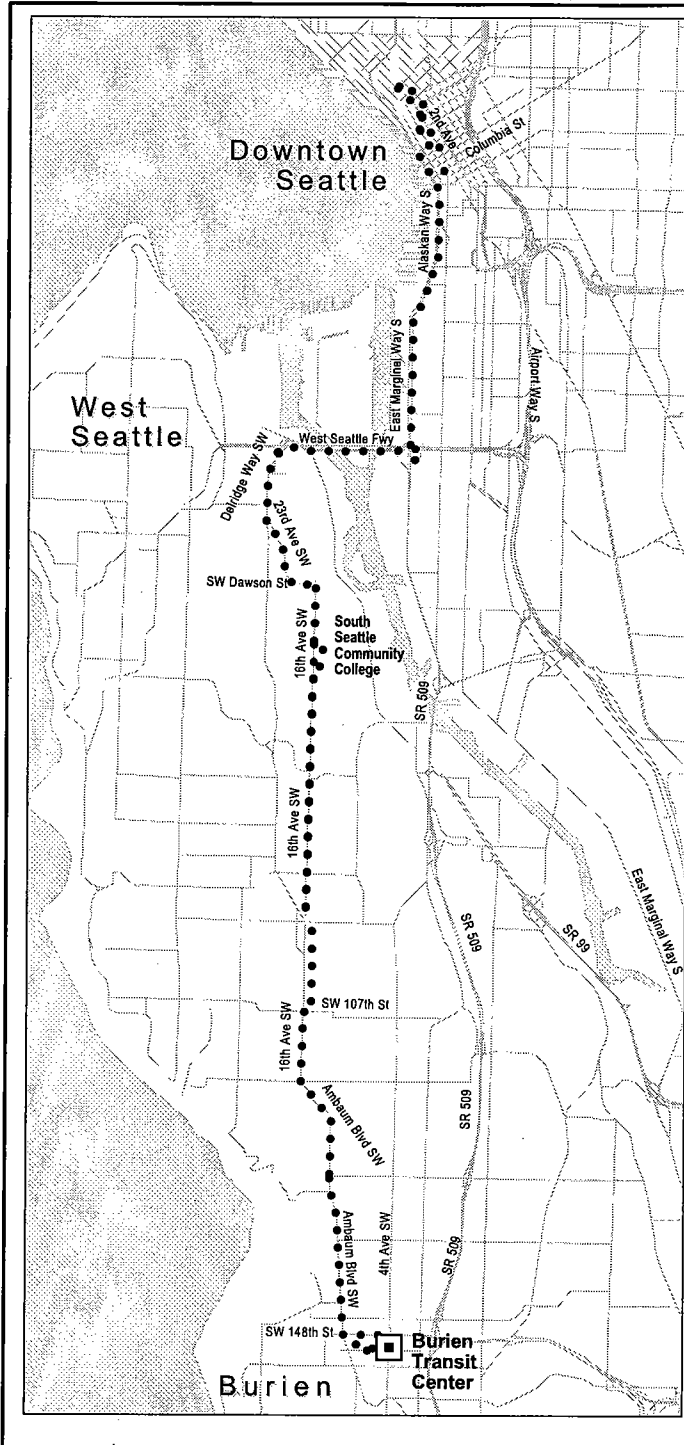 2nd Ave
Columbia St
Downtown
Seattle
Alaskan Way S
East Marginal Way S
Airport Way S
West
Seattle
West Seattle Fwy
Delridge Way SW
23rd Ave SW
SW Dawson St
16th Ave SW
South
Seattle
Community
College
SR 509
16th Ave SW
East Marginal Way S
SR 509
SR 99
SW 107th St
16th Ave SW
Ambaum Blvd SW
SR 509
Ambaum Blvd SW
4th Ave SW
SR 509
SW 148th St
Burien
Transit
Center
Burien